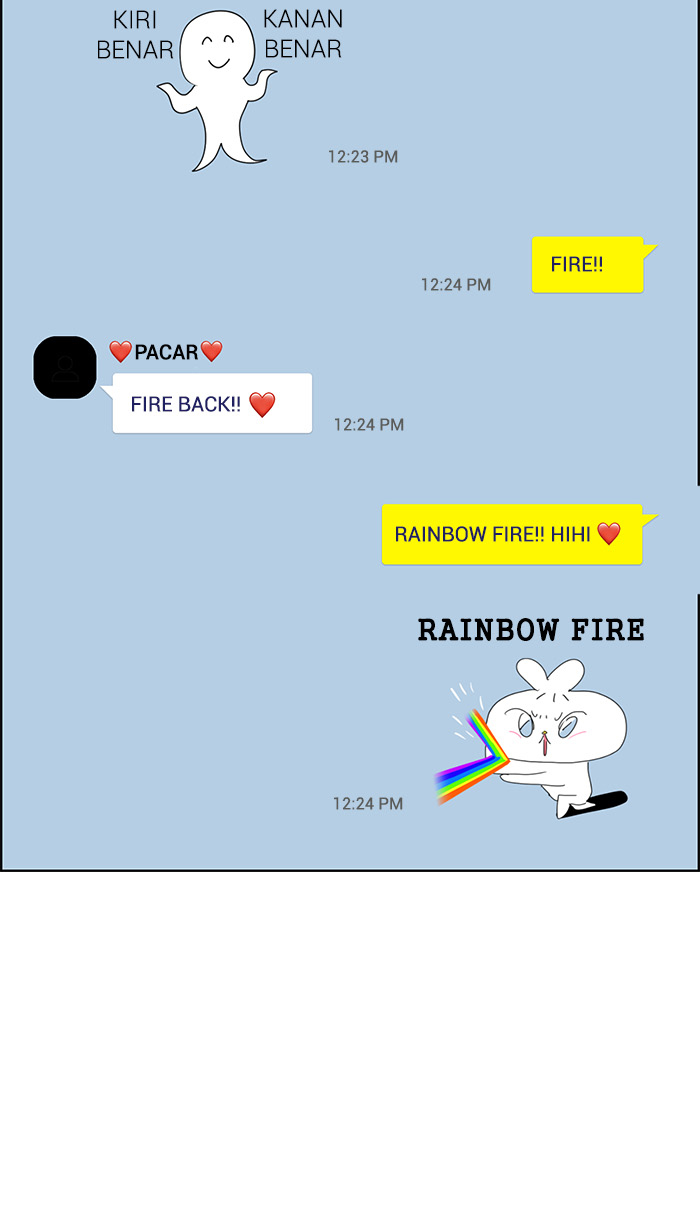 KIRI
BENAR
KANAN
BENAR
12:23 PM
FIRE!!
12:24 PM
❤️PACAR❤️
FIRE BACK!! ❤️
12:24 PM
RAINBOW FIRE!! HIHI ❤️
RAINBOW FIRE
12:24 PM